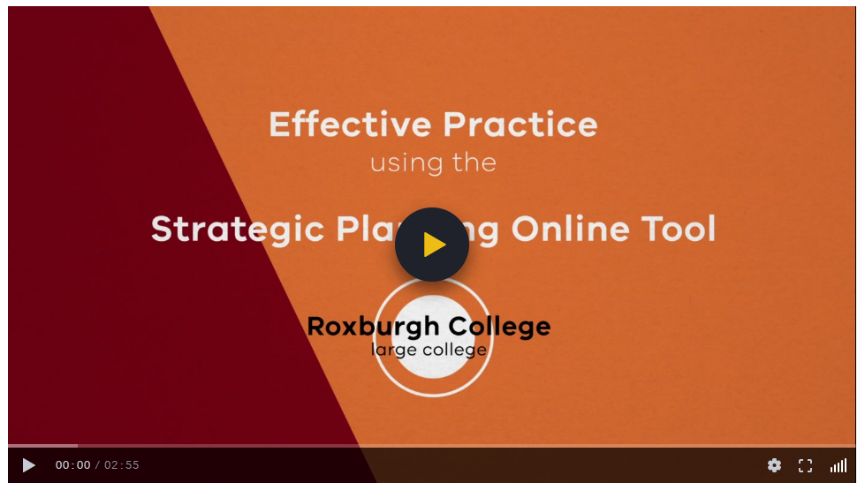 Effective Practice
using the
Strategic Pla ng Online Tool
Roxburgh College
large college
00:00 / 02:55